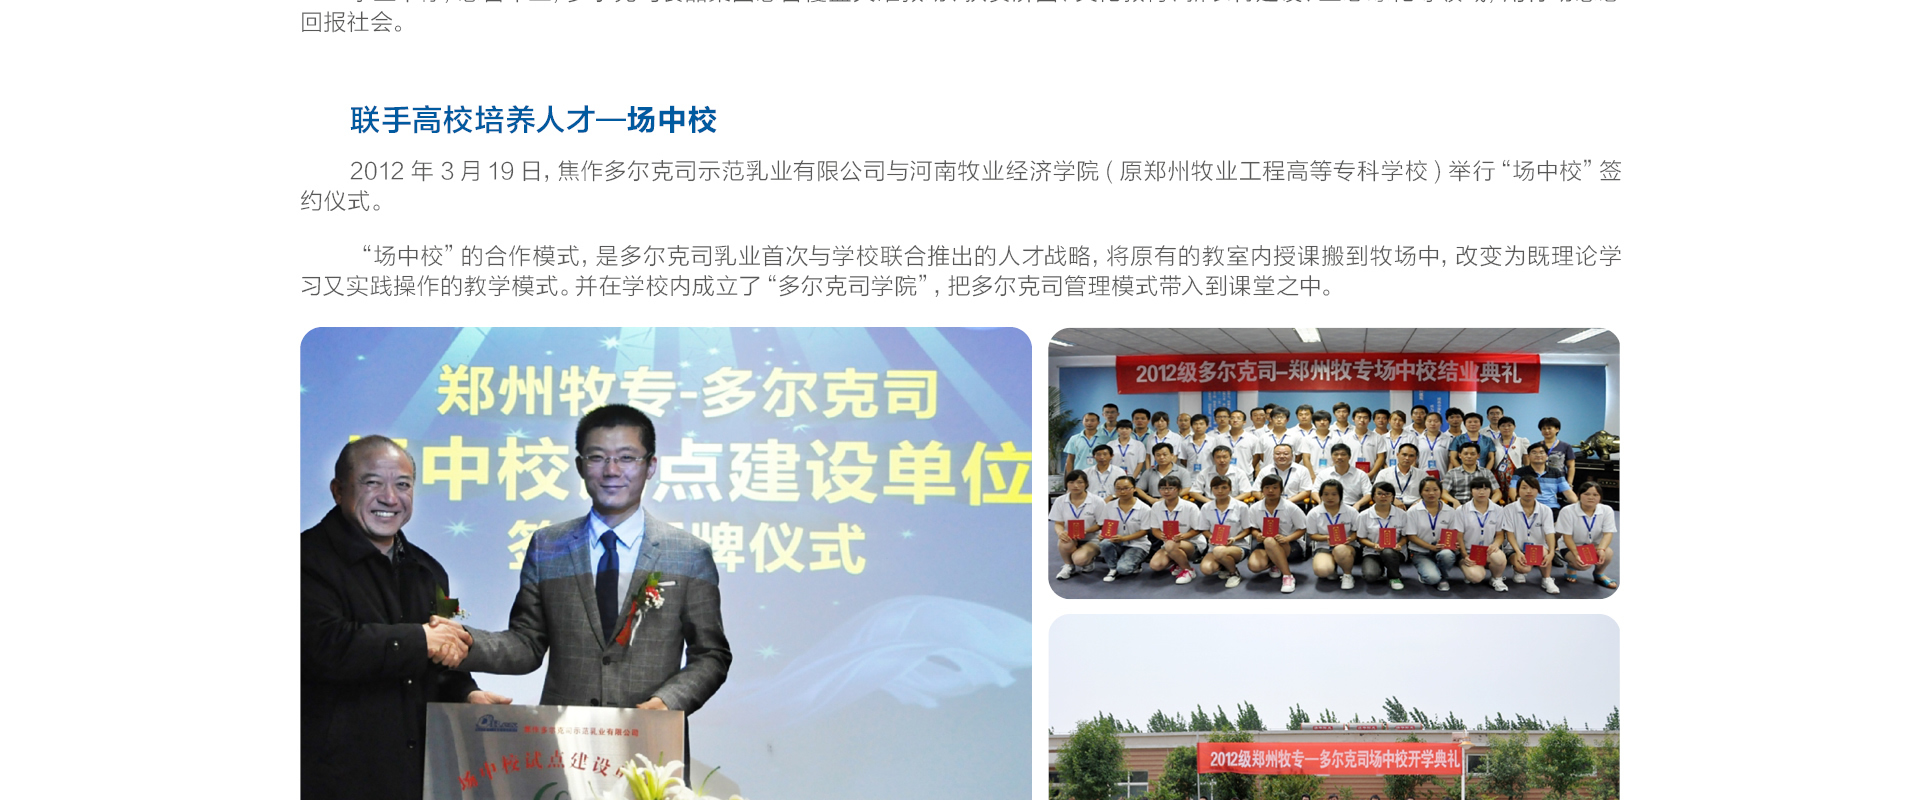 回报社会。
联手高校培养人才—场中校
2012 年 3 月 19 日, 焦作多尔克司示范乳业有限公司与河南牧业经济学院 ( 原郑州牧业工程高等专科学校 ) 举行 “场中校” 签
约仪式。
“场中校” 的合作模式, 是多尔克司乳业首次与学校联合推出的人才战略, 将原有的教室内授课搬到牧场中, 改变为既理论学
习又实践操作的教学模式。并在学校内成立了 “多尔克司学院” , 把多尔克司管理模式带入到课堂之中。
郑州牧专-多尔克司
中校 点建设单位
签 牌仪式
焦作多尔克司示范乳业有限公司
场中校试点建设
2012级多尔克司-郑州牧专场中校结业典礼
2012级郑州牧专—多尔克司场中校开学典礼